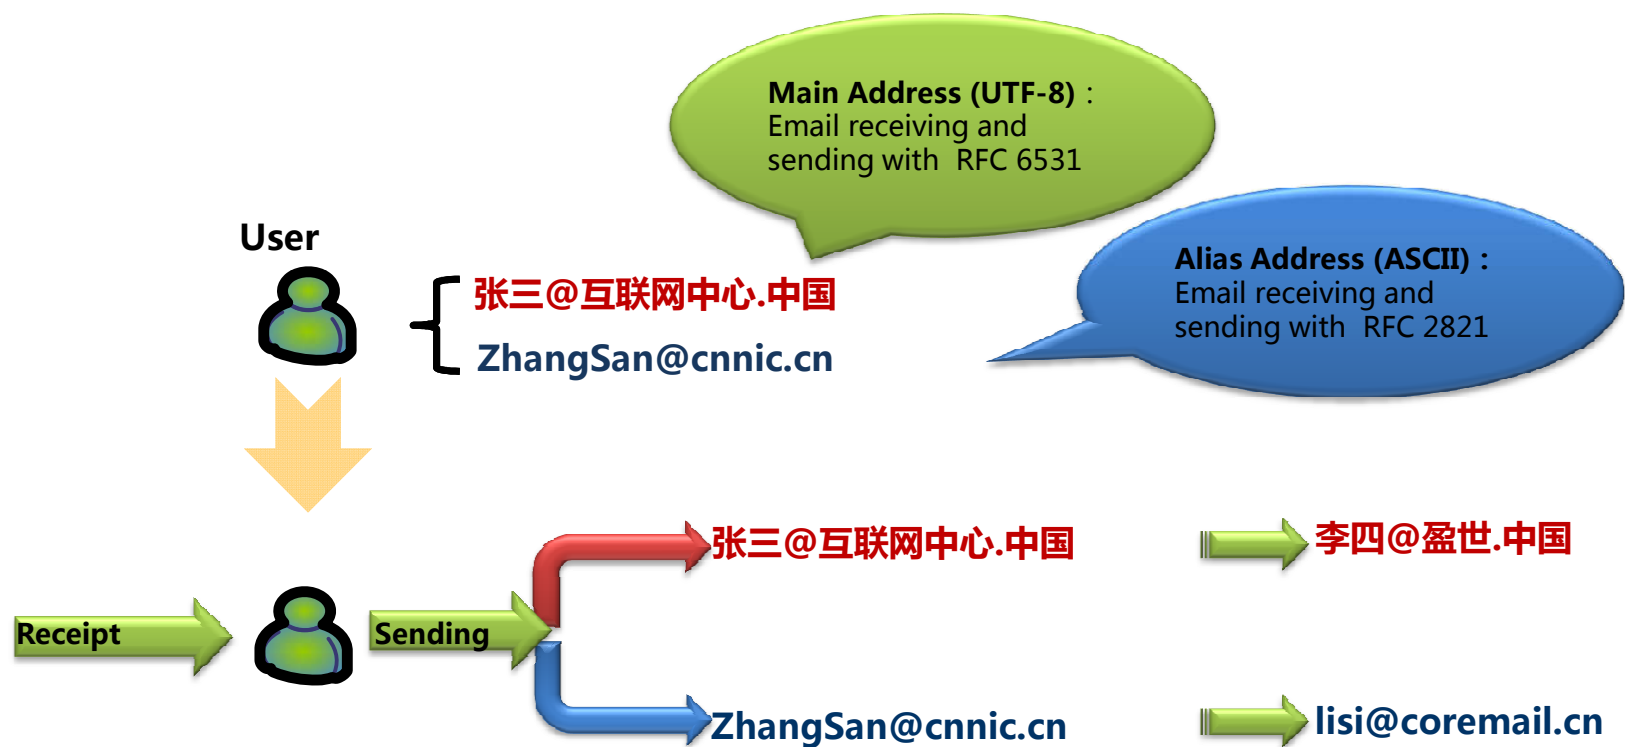 Main Address (UTF-8)：
Email receiving and
sending with RFC 6531
User
Alias Address (ASCII)：
Email receiving and
sending with RFC 2821
张三@互联网中心.中国
ZhangSan@cnnic.cn
张三@互联网中心.中国
李四@盈世.中国
Receipt
Sending
ZhangSan@cnnic.cn
lisi@coremail.cn